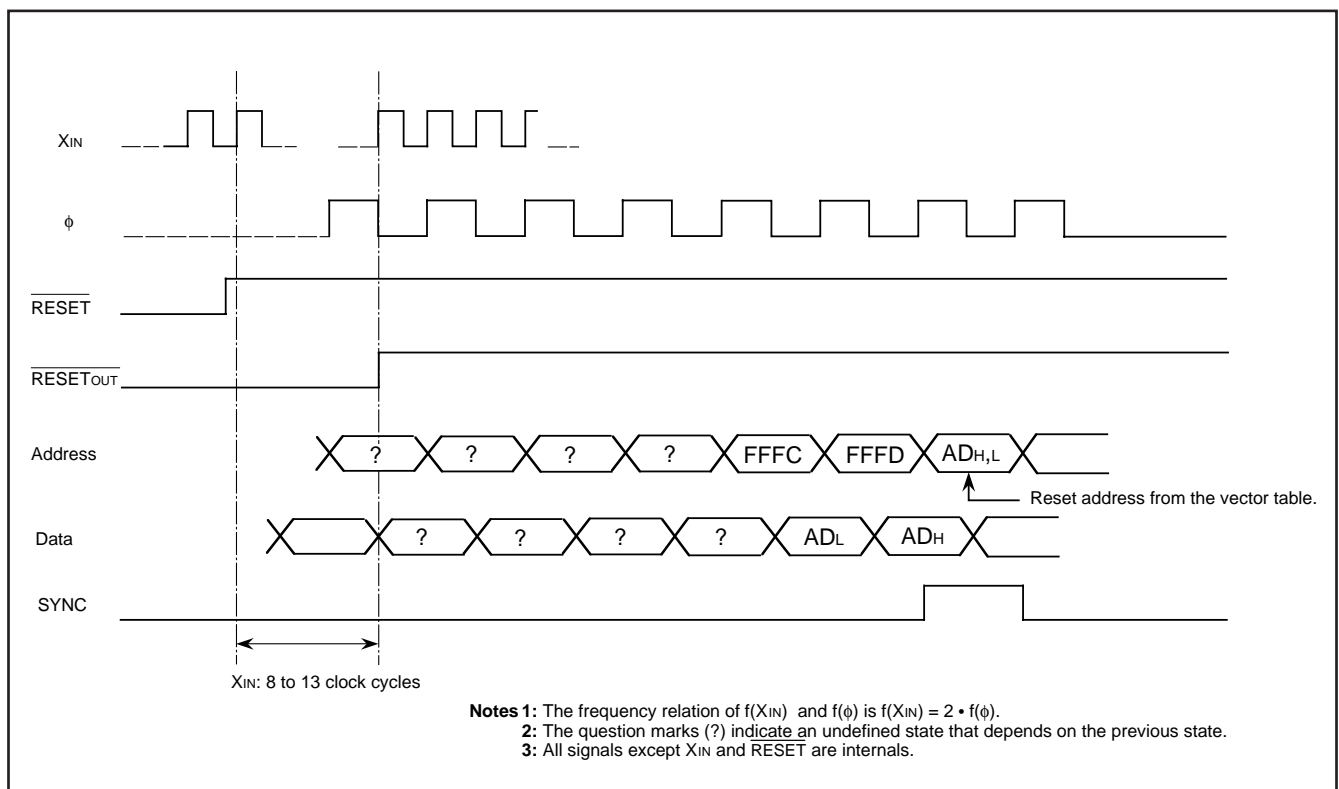 XIN
ϕ
RESET
RESETOUT
Address
? ? ? ? FFFC FFFD ADH,L
Reset address from the vector table.
Data
? ? ? ? ADL ADH
SYNC
XIN: 8 to 13 clock cycles
Notes 1: The frequency relation of f(XIN) and f(ϕ) is f(XIN) = 2 • f(ϕ).
2: The question marks (?) indicate an undefined state that depends on the previous state.
3: All signals except XIN and RESET are internals.